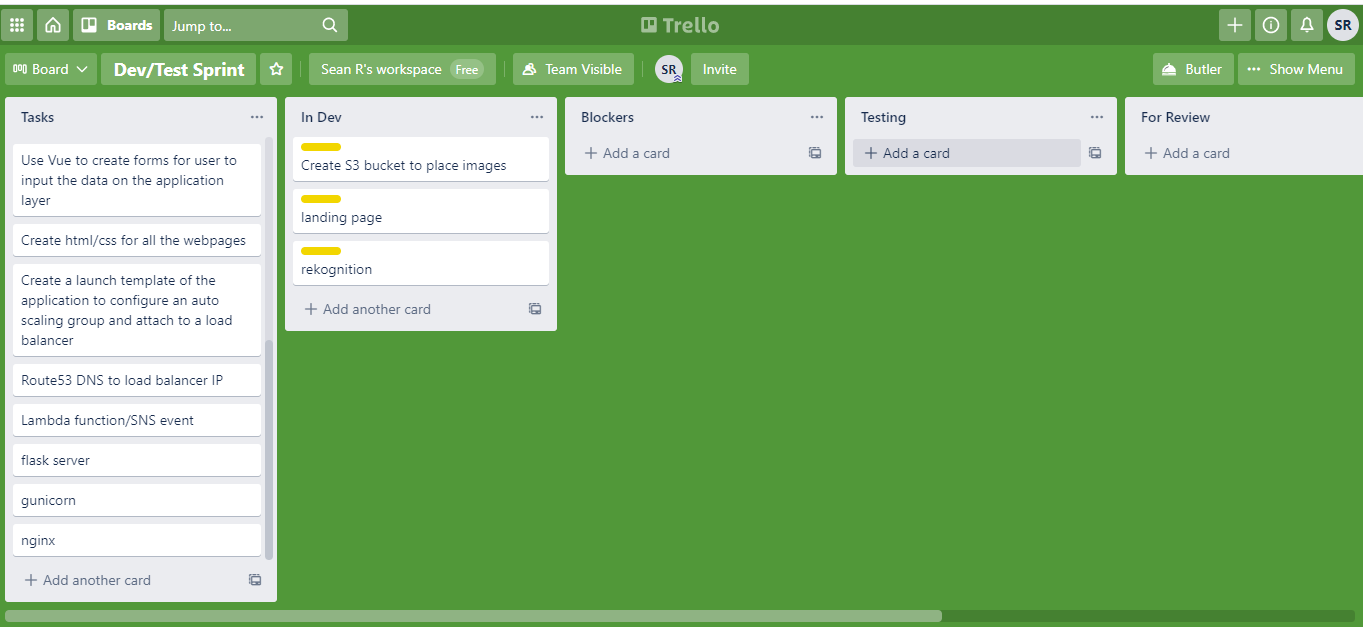 Boards
Jump to...
Trello
SR
Board
Dev/Test Sprint
Sean R's workspace
Free
Team Visible
SR
Invite
Butler
Show Menu
Tasks
Use Vue to create forms for user to
input the data on the application
layer
Create html/css for all the webpages
Create a launch template of the
application to configure an auto
scaling group and attach to a load
balancer
Route53 DNS to load balancer IP
Lambda function/SNS event
flask server
gunicorn
nginx
Add another card
In Dev
Create S3 bucket to place images
landing page
rekognition
Add another card
Blockers
Add a card
Testing
Add a card
For Review
Add a card